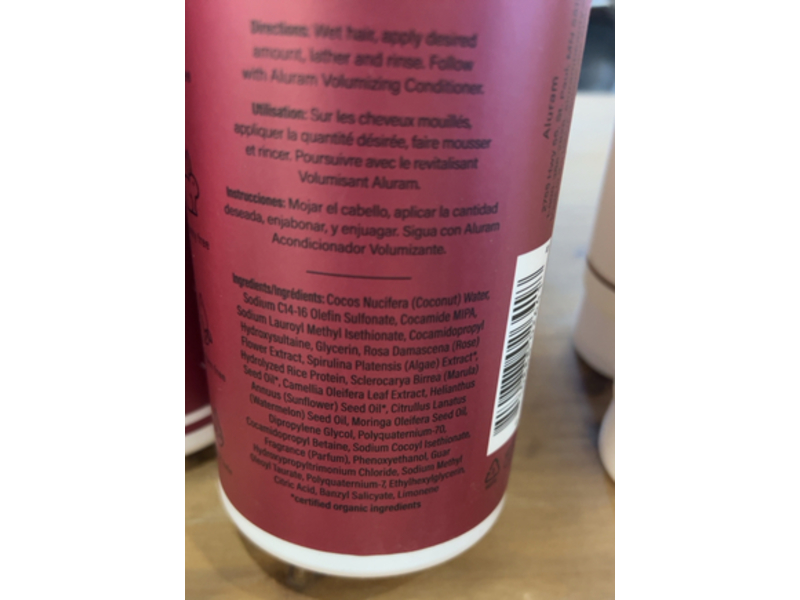 Directions: Wet hair, apply desired
amount, lather and rinse. Follow
with Aluram Volumizing Conditioner.
Utilisation: Sur les cheveux mouillés,
appliquer la quantité désirée, faire mousser
et rincer. Poursuivre avec le revitalisant
Volumisant Aluram.
Instrucciones: Mojar el cabello, aplicar la cantidad
deseada, enjabonar, y enjuagar. Sigua con Aluram
Acondicionador Volumizante.
Ingredients/Ingrédients: Cocos Nucifera (Coconut) Water,
Sodium C14-16 Olefin Sulfonate, Cocamide MIPA,
Sodium Lauroyl Methyl Isethionate, Cocamidopropyl
Hydroxysultaine, Glycerin, Rosa Damascena (Rose)
Flower Extract, Spirulina Platensis (Algae) Extract*,
Hydrolyzed Rice Protein, Sclerocarya Birrea (Marula)
Seed Oil*, Camellia Oleifera Leaf Extract, Helianthus
Annuus (Sunflower) Seed Oil*, Citrullus Lanatus
(Watermelon) Seed Oil, Moringa Oleifera Seed Oil,
Dipropylene Glycol, Polyquaternium-70,
Cocamidopropyl Betaine, Sodium Cocoyl Isethionate,
Fragrance (Parfum), Phenoxyethanol, Guar
Hydroxypropyltrimonium Chloride, Sodium Methyl
Oleoyl Taurate, Polyquaternium-7, Ethylhexylglycerin,
Citric Acid, Benzyl Salicylate, Limonene
*certified organic ingredients
Aluram